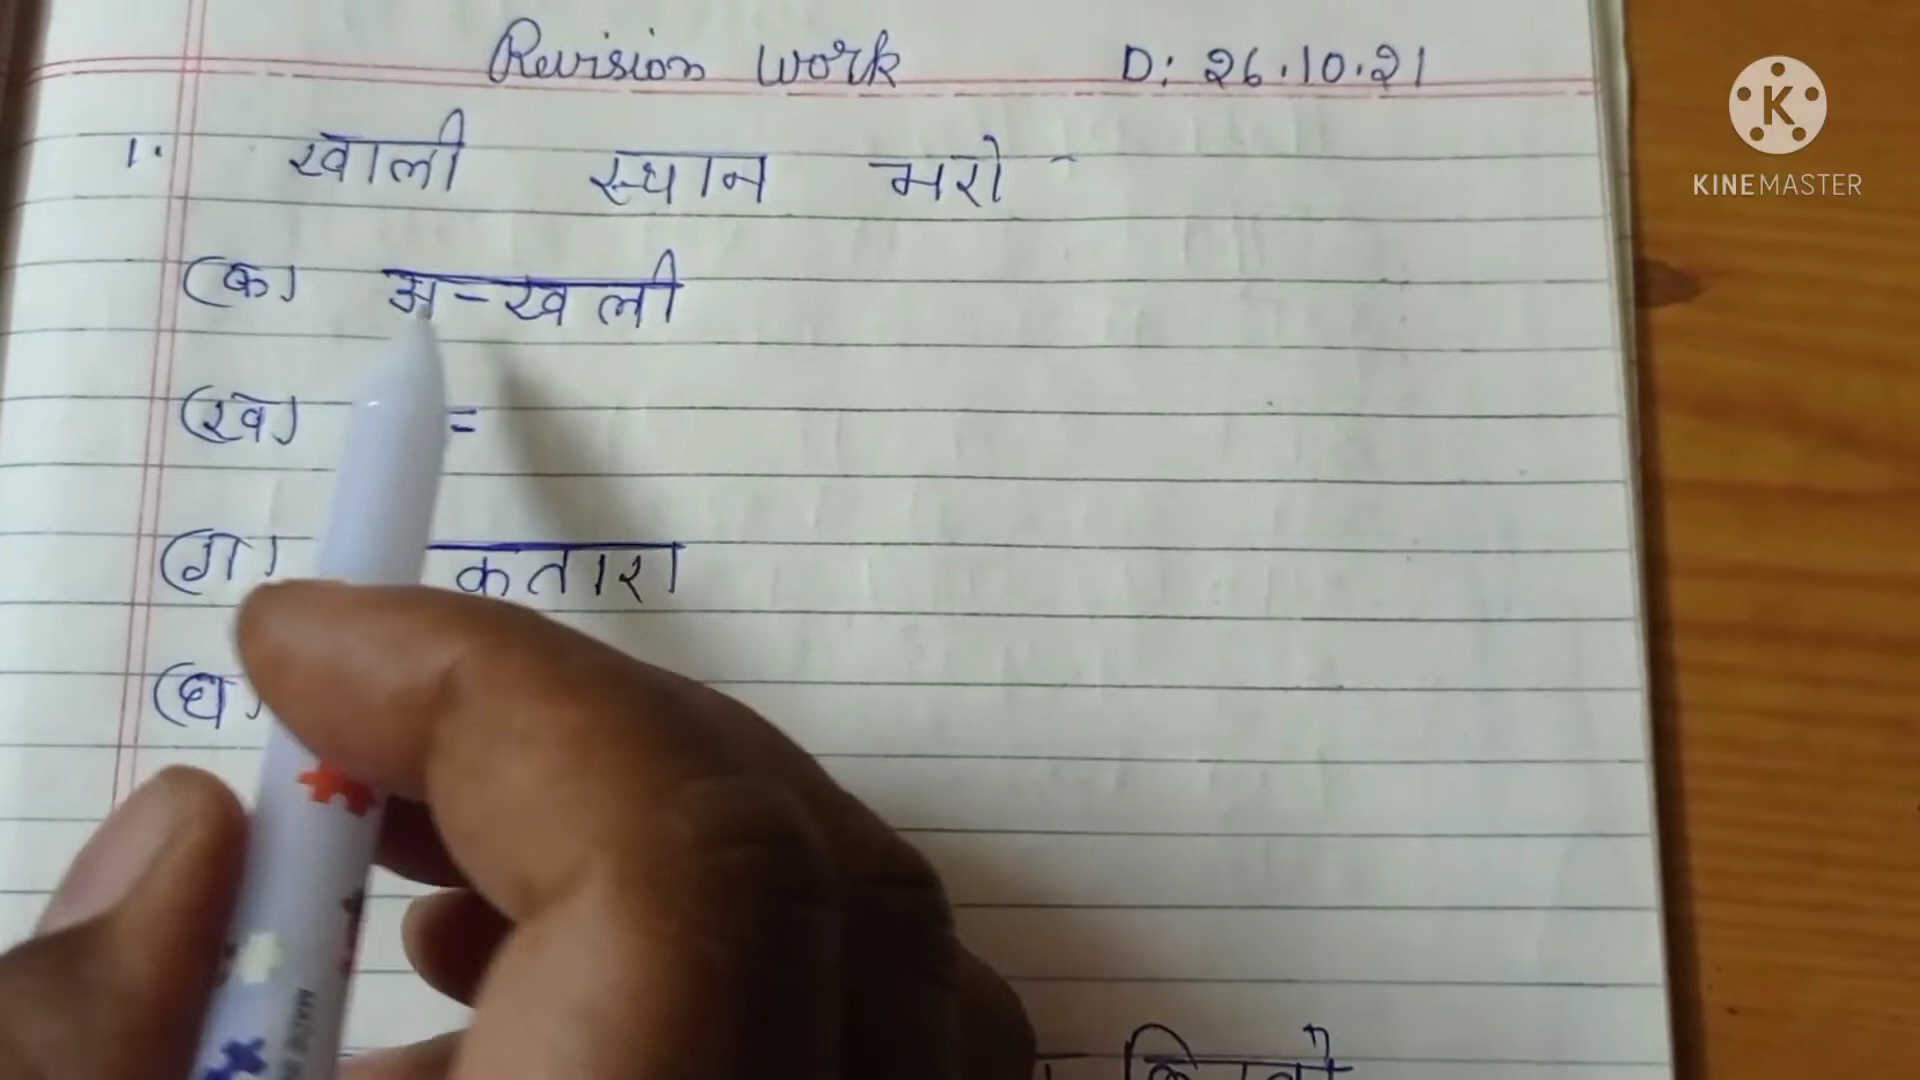 Revision Work D: 26.10.21
KINEMASTER
1. खाली स्थान भरो -
(क) अ-खली
(ख) =
(ग) कतारा
(घ)